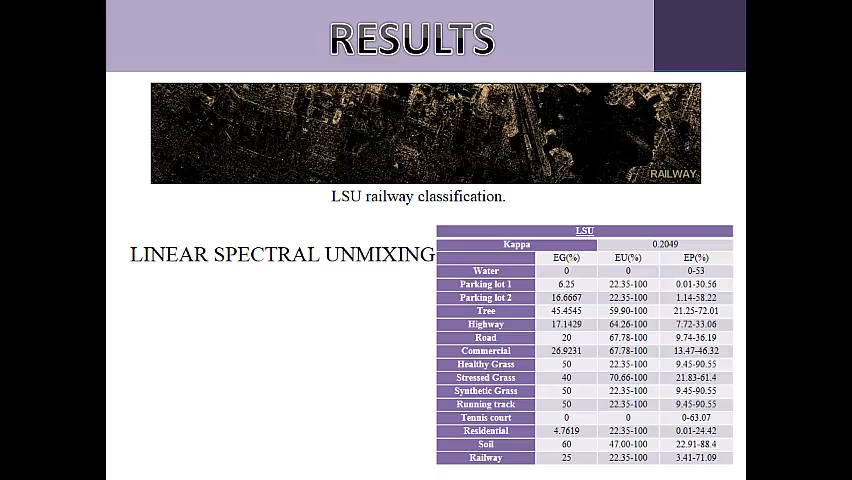 RESULTS
RAILWAY
LSU railway classification.
LINEAR SPECTRAL UNMIXING
LSU
Kappa 0.2049
EG(%) EU(%) EP(%)
Water 0 0 0-53
Parking lot 1 6.25 22.35-100 0.01-30.56
Parking lot 2 16.6667 22.35-100 1.14-58.22
Tree 45.4545 59.90-100 21.25-72.01
Highway 17.1429 64.26-100 7.72-33.06
Road 20 67.78-100 9.74-36.19
Commercial 26.9231 67.78-100 13.47-46.32
Healthy Grass 50 22.35-100 9.45-90.55
Stressed Grass 40 70.66-100 21.83-61.4
Synthetic Grass 50 22.35-100 9.45-90.55
Running track 50 22.35-100 9.45-90.55
Tennis court 0 0 0-63.07
Residential 4.7619 22.35-100 0.01-24.42
Soil 60 47.00-100 22.91-88.4
Railway 25 22.35-100 3.41-71.09